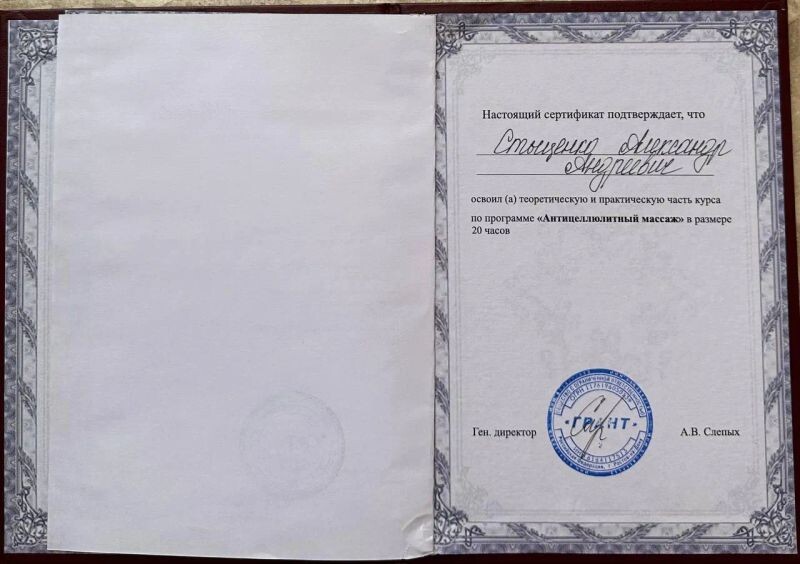 Настоящий сертификат подтверждает, что
Стыценко Александр
Андреевич
освоил (а) теоретическую и практическую часть курса
по программе «Антицеллюлитный массаж» в размере
20 часов
Ген. директор
ГРАНТ
А.В. Слепых